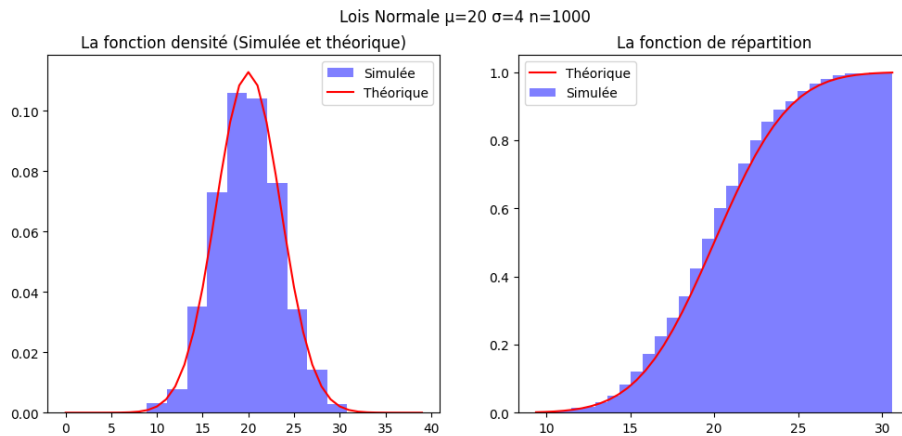 Lois Normale μ=20 σ=4 n=1000
La fonction densité (Simulée et théorique)
Simulée
Théorique
0.10
0.08
0.06
0.04
0.02
0.00
0 5 10 15 20 25 30 35 40
La fonction de répartition
Théorique
Simulée
1.0
0.8
0.6
0.4
0.2
0.0
10 15 20 25 30